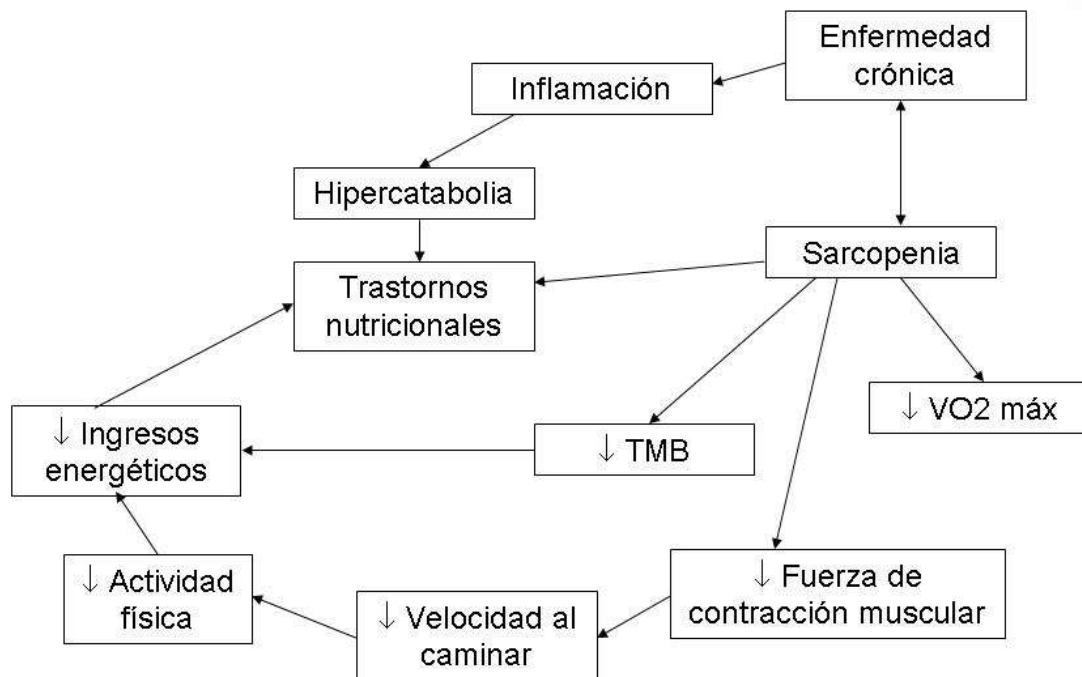 Enfermedad
crónica
Inflamación
Hipercatabolia
Sarcopenia
Trastornos
nutricionales
↓ VO2 máx
↓ Ingresos
energéticos
↓ TMB
↓ Actividad
física
↓ Fuerza de
contracción muscular
↓ Velocidad al
caminar